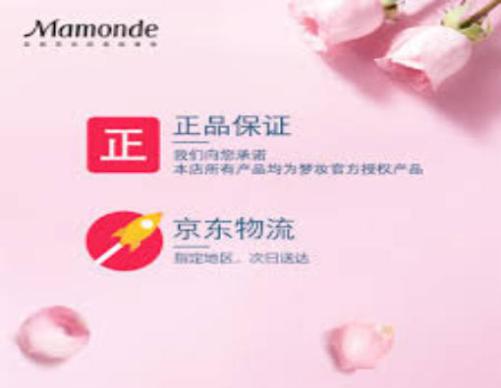 Mamonde
正
正品保证
我们向您承诺
本店所有产品均为梦妆官方授权产品
京东物流
指定地区，次日送达